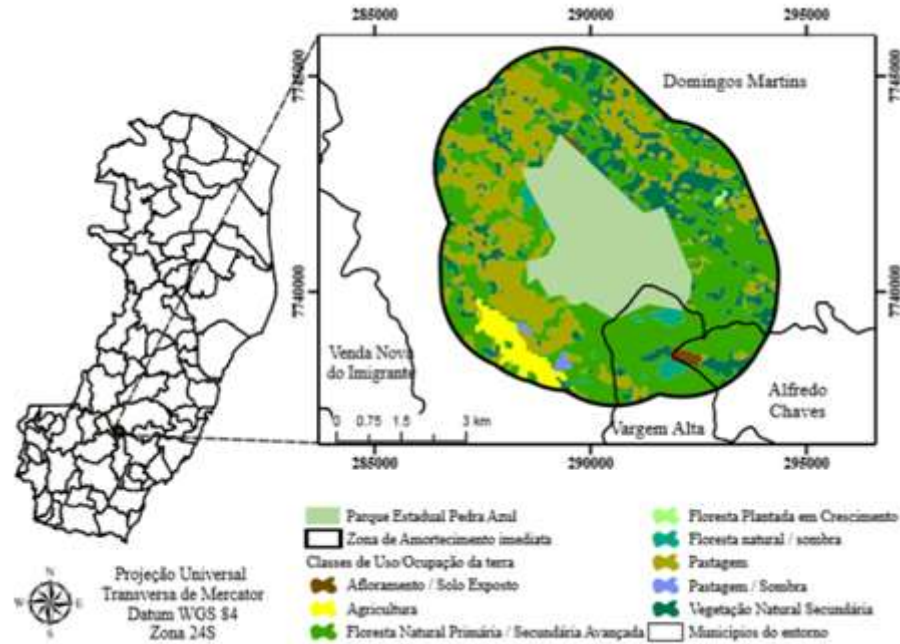 285000
290000
295000
7745000
7745000
Domingos Martins
7740000
7740000
Venda Nova
do Imigrante
Alfredo
Chaves
Vargem Alta
0 0.75 1.5 3 km
285000
290000
295000
Parque Estadual Pedra Azul
Zona de Amortecimento imediata
Classes de Uso/Ocupação da terra
Afloramento / Solo Exposto
Agricultura
Floresta Natural Primária / Secundária Avançada
Floresta Plantada em Crescimento
Floresta natural / sombra
Pastagem
Pastagem / Sombra
Vegetação Natural Secundária
Municípios do entorno
N
W
E
S
Projeção Universal
Transversa de Mercator
Datum WGS 84
Zona 24S